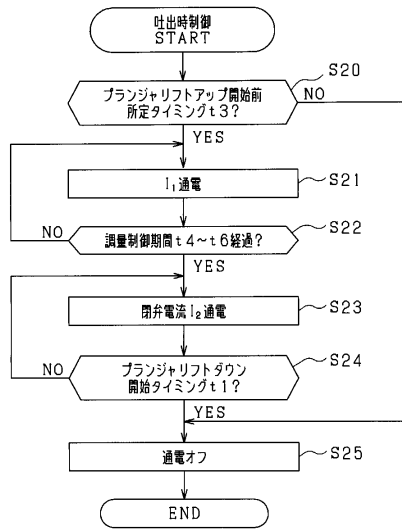 吐出時制御
START
S20
プランジャリフトアップ開始前
所定タイミングt3?
NO
YES
I₁通電
S21
S22
NO
調量制御期間t4~t6経過?
YES
閉弁電流I₂通電
S23
S24
プランジャリフトダウン
開始タイミングt1?
NO
YES
通電オフ
S25
END